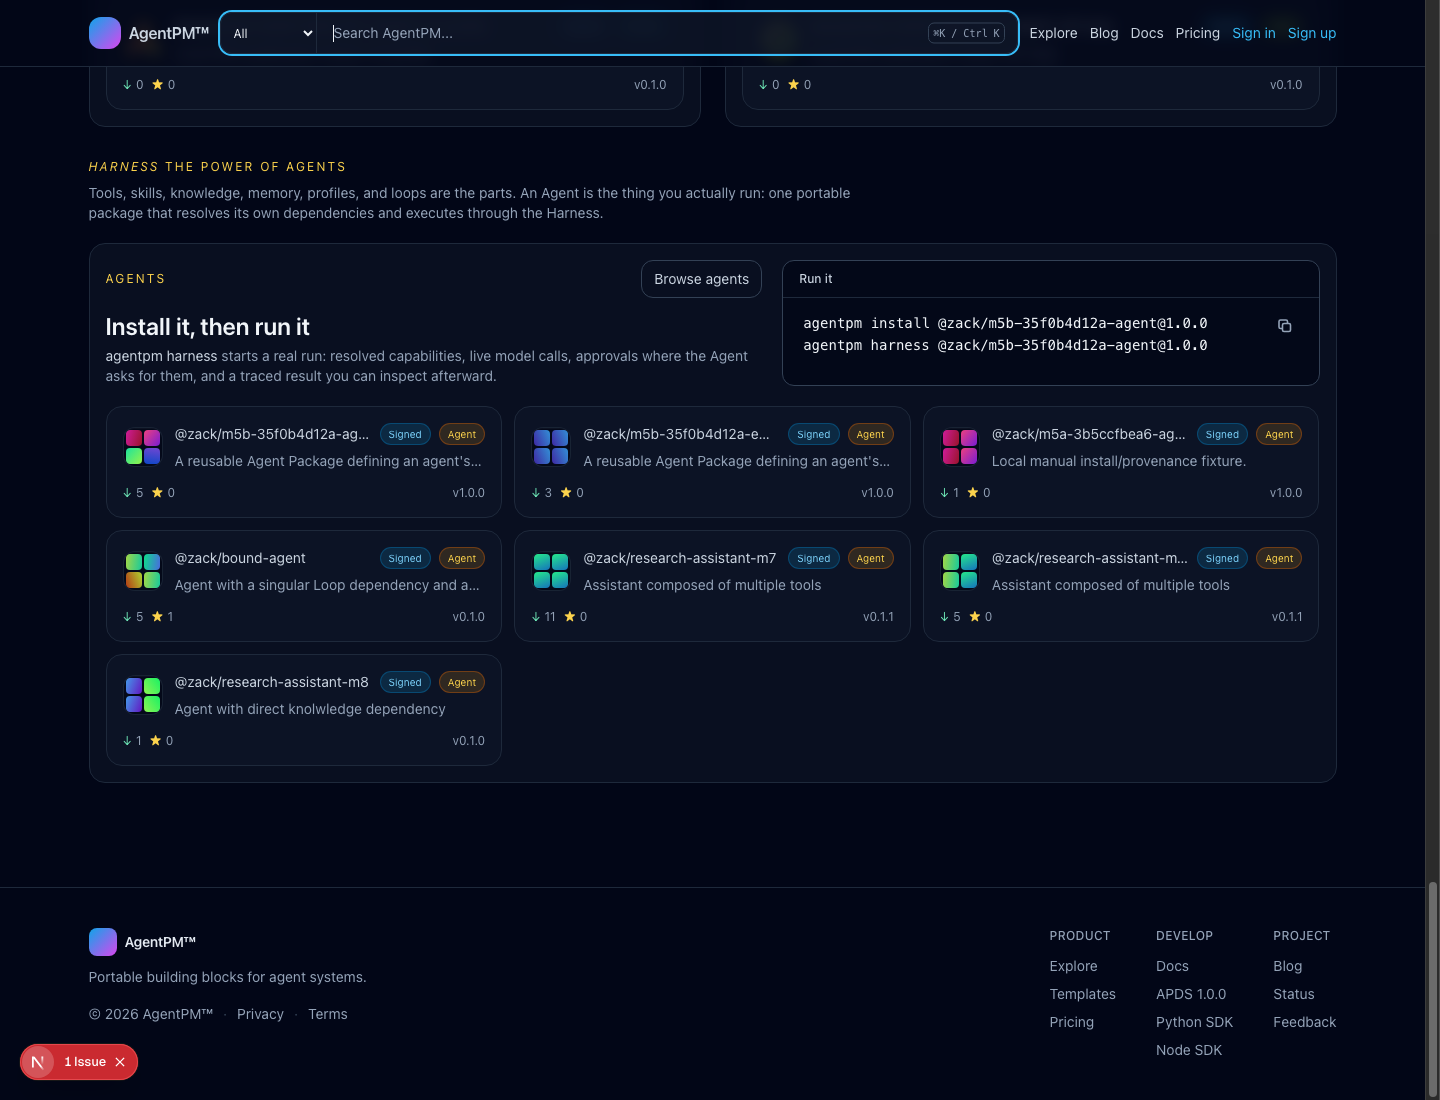 AgentPM™
All
Search AgentPM...
⌘K / Ctrl K
Explore Blog Docs Pricing Sign in Sign up
↓ 0 ★ 0 v0.1.0
↓ 0 ★ 0 v0.1.0
HARNESS THE POWER OF AGENTS
Tools, skills, knowledge, memory, profiles, and loops are the parts. An Agent is the thing you actually run: one portable
package that resolves its own dependencies and executes through the Harness.
AGENTS
Browse agents
Install it, then run it
agentpm harness starts a real run: resolved capabilities, live model calls, approvals where the Agent
asks for them, and a traced result you can inspect afterward.
Run it
agentpm install @zack/m5b-35f0b4d12a-agent@1.0.0
agentpm harness @zack/m5b-35f0b4d12a-agent@1.0.0
@zack/m5b-35f0b4d12a-ag... Signed Agent
A reusable Agent Package defining an agent's...
↓ 5 ★ 0 v1.0.0
@zack/m5b-35f0b4d12a-e... Signed Agent
A reusable Agent Package defining an agent's...
↓ 3 ★ 0 v1.0.0
@zack/m5a-3b5ccfbea6-ag... Signed Agent
Local manual install/provenance fixture.
↓ 1 ★ 0 v1.0.0
@zack/bound-agent Signed Agent
Agent with a singular Loop dependency and a...
↓ 5 ★ 1 v0.1.0
@zack/research-assistant-m7 Signed Agent
Assistant composed of multiple tools
↓ 11 ★ 0 v0.1.1
@zack/research-assistant-m... Signed Agent
Assistant composed of multiple tools
↓ 5 ★ 0 v0.1.1
@zack/research-assistant-m8 Signed Agent
Agent with direct knolwledge dependency
↓ 1 ★ 0 v0.1.0
AgentPM™
Portable building blocks for agent systems.
© 2026 AgentPM™ · Privacy · Terms
PRODUCT
Explore
Templates
Pricing
DEVELOP
Docs
APDS 1.0.0
Python SDK
Node SDK
PROJECT
Blog
Status
Feedback
N 1 Issue ×